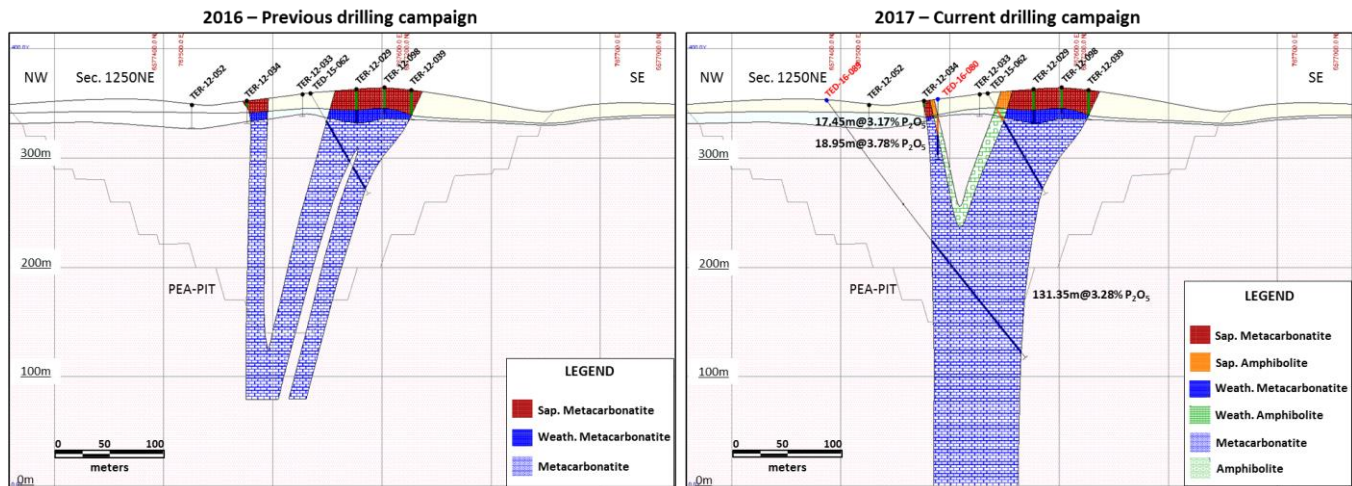 2016 – Previous drilling campaign
NW
Sec. 1250NE
TER-12-052
TER-12-034
TER-12-033
TED-15-062
TER-12-029
TER-12-098
TER-12-039
SE
300m
200m
100m
0m
PEA-PIT
0 50 100
meters
LEGEND
Sap. Metacarbonatite
Weath. Metacarbonatite
Metacarbonatite
2017 – Current drilling campaign
NW
Sec. 1250NE
TER-12-052
TER-12-034
TED-16-080
TER-12-033
TED-15-062
TER-12-029
TER-12-098
TER-12-039
SE
17.45m@3.17% P₂O₅
18.95m@3.78% P₂O₅
131.35m@3.28% P₂O₅
300m
200m
100m
0m
PEA-PIT
0 50 100
meters
LEGEND
Sap. Metacarbonatite
Sap. Amphibolite
Weath. Metacarbonatite
Weath. Amphibolite
Metacarbonatite
Amphibolite